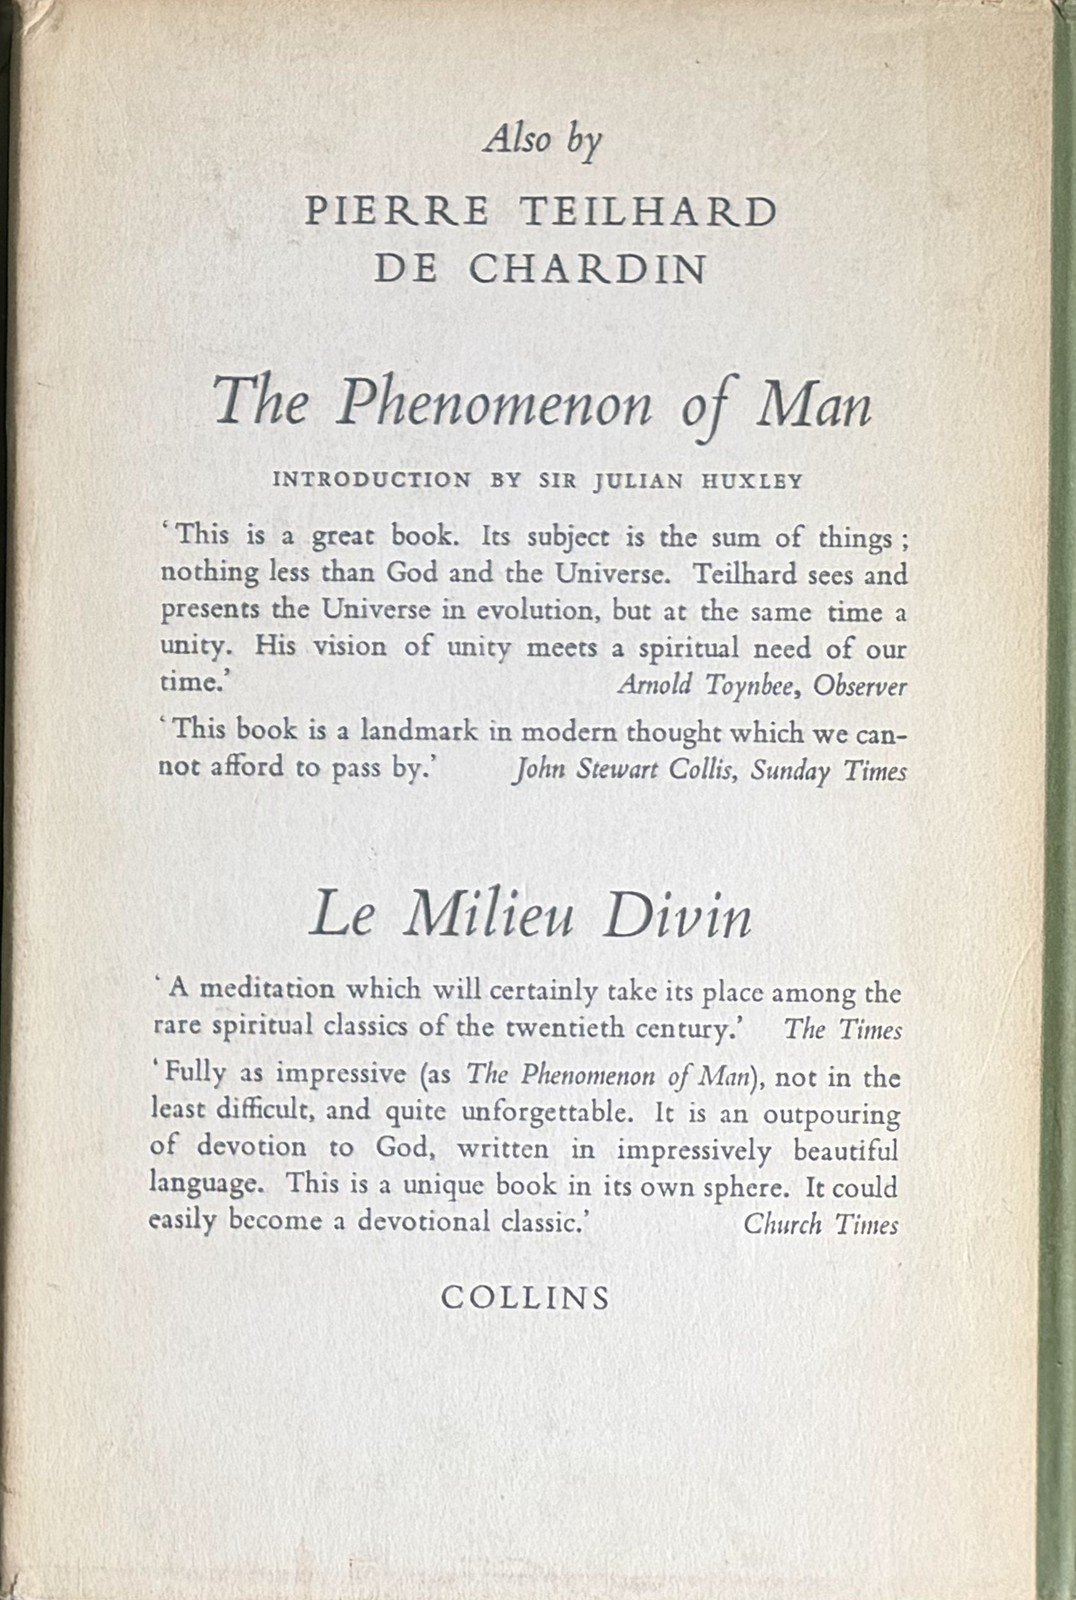 Also by
PIERRE TEILHARD
DE CHARDIN
The Phenomenon of Man
INTRODUCTION BY SIR JULIAN HUXLEY
‘This is a great book. Its subject is the sum of things ;
nothing less than God and the Universe. Teilhard sees and
presents the Universe in evolution, but at the same time a
unity. His vision of unity meets a spiritual need of our
time.’ Arnold Toynbee, Observer
‘This book is a landmark in modern thought which we can-
not afford to pass by.’ John Stewart Collis, Sunday Times
Le Milieu Divin
‘A meditation which will certainly take its place among the
rare spiritual classics of the twentieth century.’ The Times
‘Fully as impressive (as The Phenomenon of Man), not in the
least difficult, and quite unforgettable. It is an outpouring
of devotion to God, written in impressively beautiful
language. This is a unique book in its own sphere. It could
easily become a devotional classic.’ Church Times
COLLINS